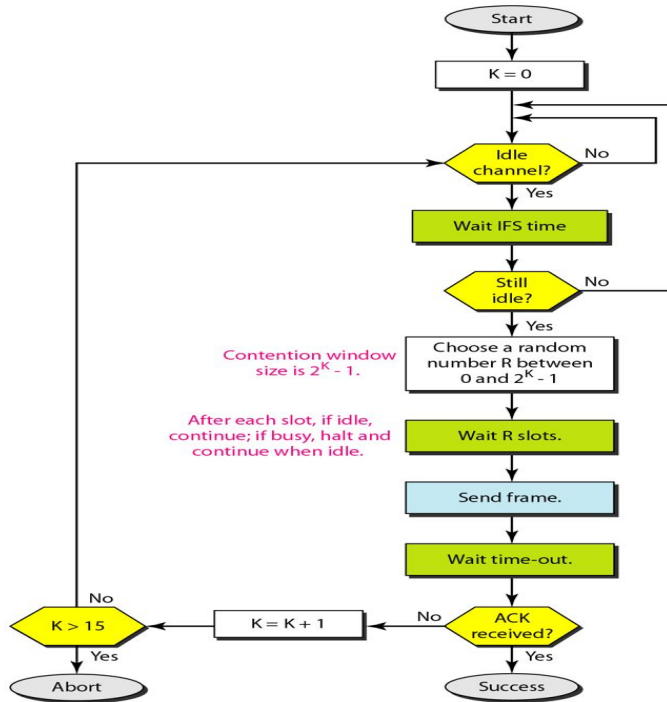 Start
K = 0
Idle
channel?
No
Yes
Wait IFS time
Still
idle?
No
Yes
Contention window
size is 2^K - 1.
Choose a random
number R between
0 and 2^K - 1
After each slot, if idle,
continue; if busy, halt and
continue when idle.
Wait R slots.
Send frame.
Wait time-out.
No
K > 15
K = K + 1
No
ACK
received?
Yes
Yes
Abort
Success